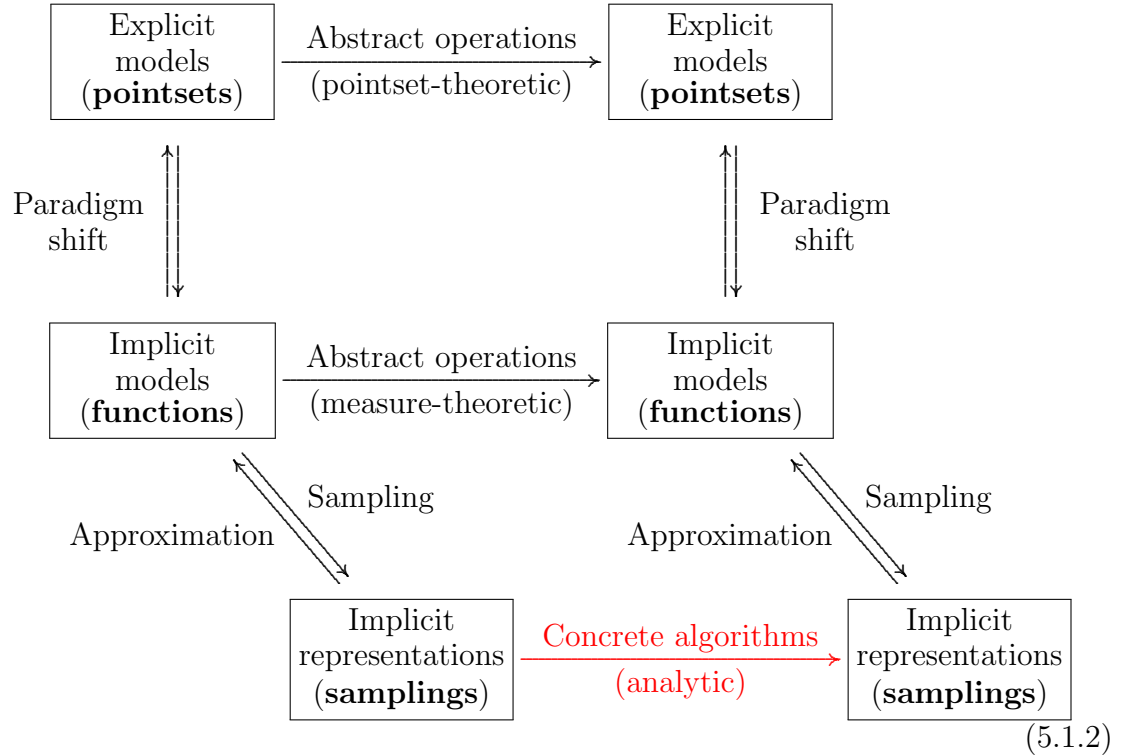 Explicit
models
(pointsets)
Abstract operations
(pointset-theoretic)
Explicit
models
(pointsets)
Paradigm
shift
Paradigm
shift
Implicit
models
(functions)
Abstract operations
(measure-theoretic)
Implicit
models
(functions)
Sampling
Approximation
Sampling
Approximation
Implicit
representations
(samplings)
Concrete algorithms
(analytic)
Implicit
representations
(samplings)
(5.1.2)